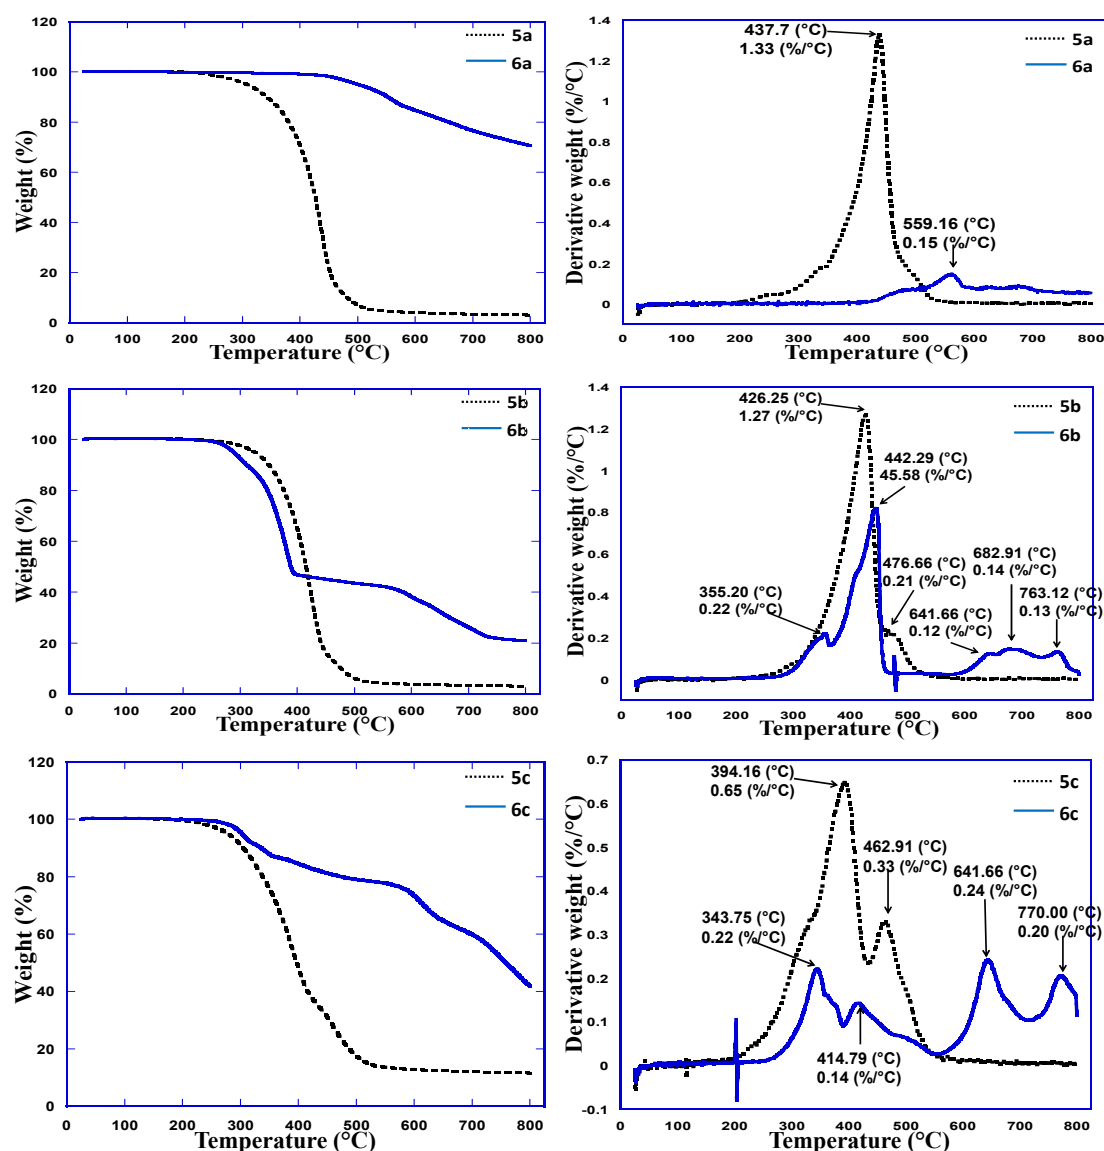 120
100
80
60
40
20
0
Weight (%)
5a
6a
0 100 200 300 400 500 600 700 800
Temperature (°C)
1.4
1.2
1
0.8
0.6
0.4
0.2
0
Derivative weight (%/°C)
437.7 (°C)
1.33 (%/°C)
5a
6a
559.16 (°C)
0.15 (%/°C)
0 100 200 300 400 500 600 700 800
Temperature (°C)
120
100
80
60
40
20
0
Weight (%)
5b
6b
0 100 200 300 400 500 600 700 800
Temperature (°C)
1.4
1.2
1
0.8
0.6
0.4
0.2
0
Derivative weight (%/°C)
426.25 (°C)
1.27 (%/°C)
5b
6b
442.29 (°C)
45.58 (%/°C)
355.20 (°C)
0.22 (%/°C)
476.66 (°C)
0.21 (%/°C)
682.91 (°C)
0.14 (%/°C)
641.66 (°C)
0.12 (%/°C)
763.12 (°C)
0.13 (%/°C)
0 100 200 300 400 500 600 700 800
Temperature (°C)
120
100
80
60
40
20
0
Weight (%)
5c
6c
0 100 200 300 400 500 600 700 800
Temperature (°C)
0.7
0.6
0.5
0.4
0.3
0.2
0.1
0
-0.1
Derivative weight (%/°C)
394.16 (°C)
0.65 (%/°C)
5c
6c
462.91 (°C)
0.33 (%/°C)
343.75 (°C)
0.22 (%/°C)
641.66 (°C)
0.24 (%/°C)
770.00 (°C)
0.20 (%/°C)
414.79 (°C)
0.14 (%/°C)
0 100 200 300 400 500 600 700 800
Temperature (°C)